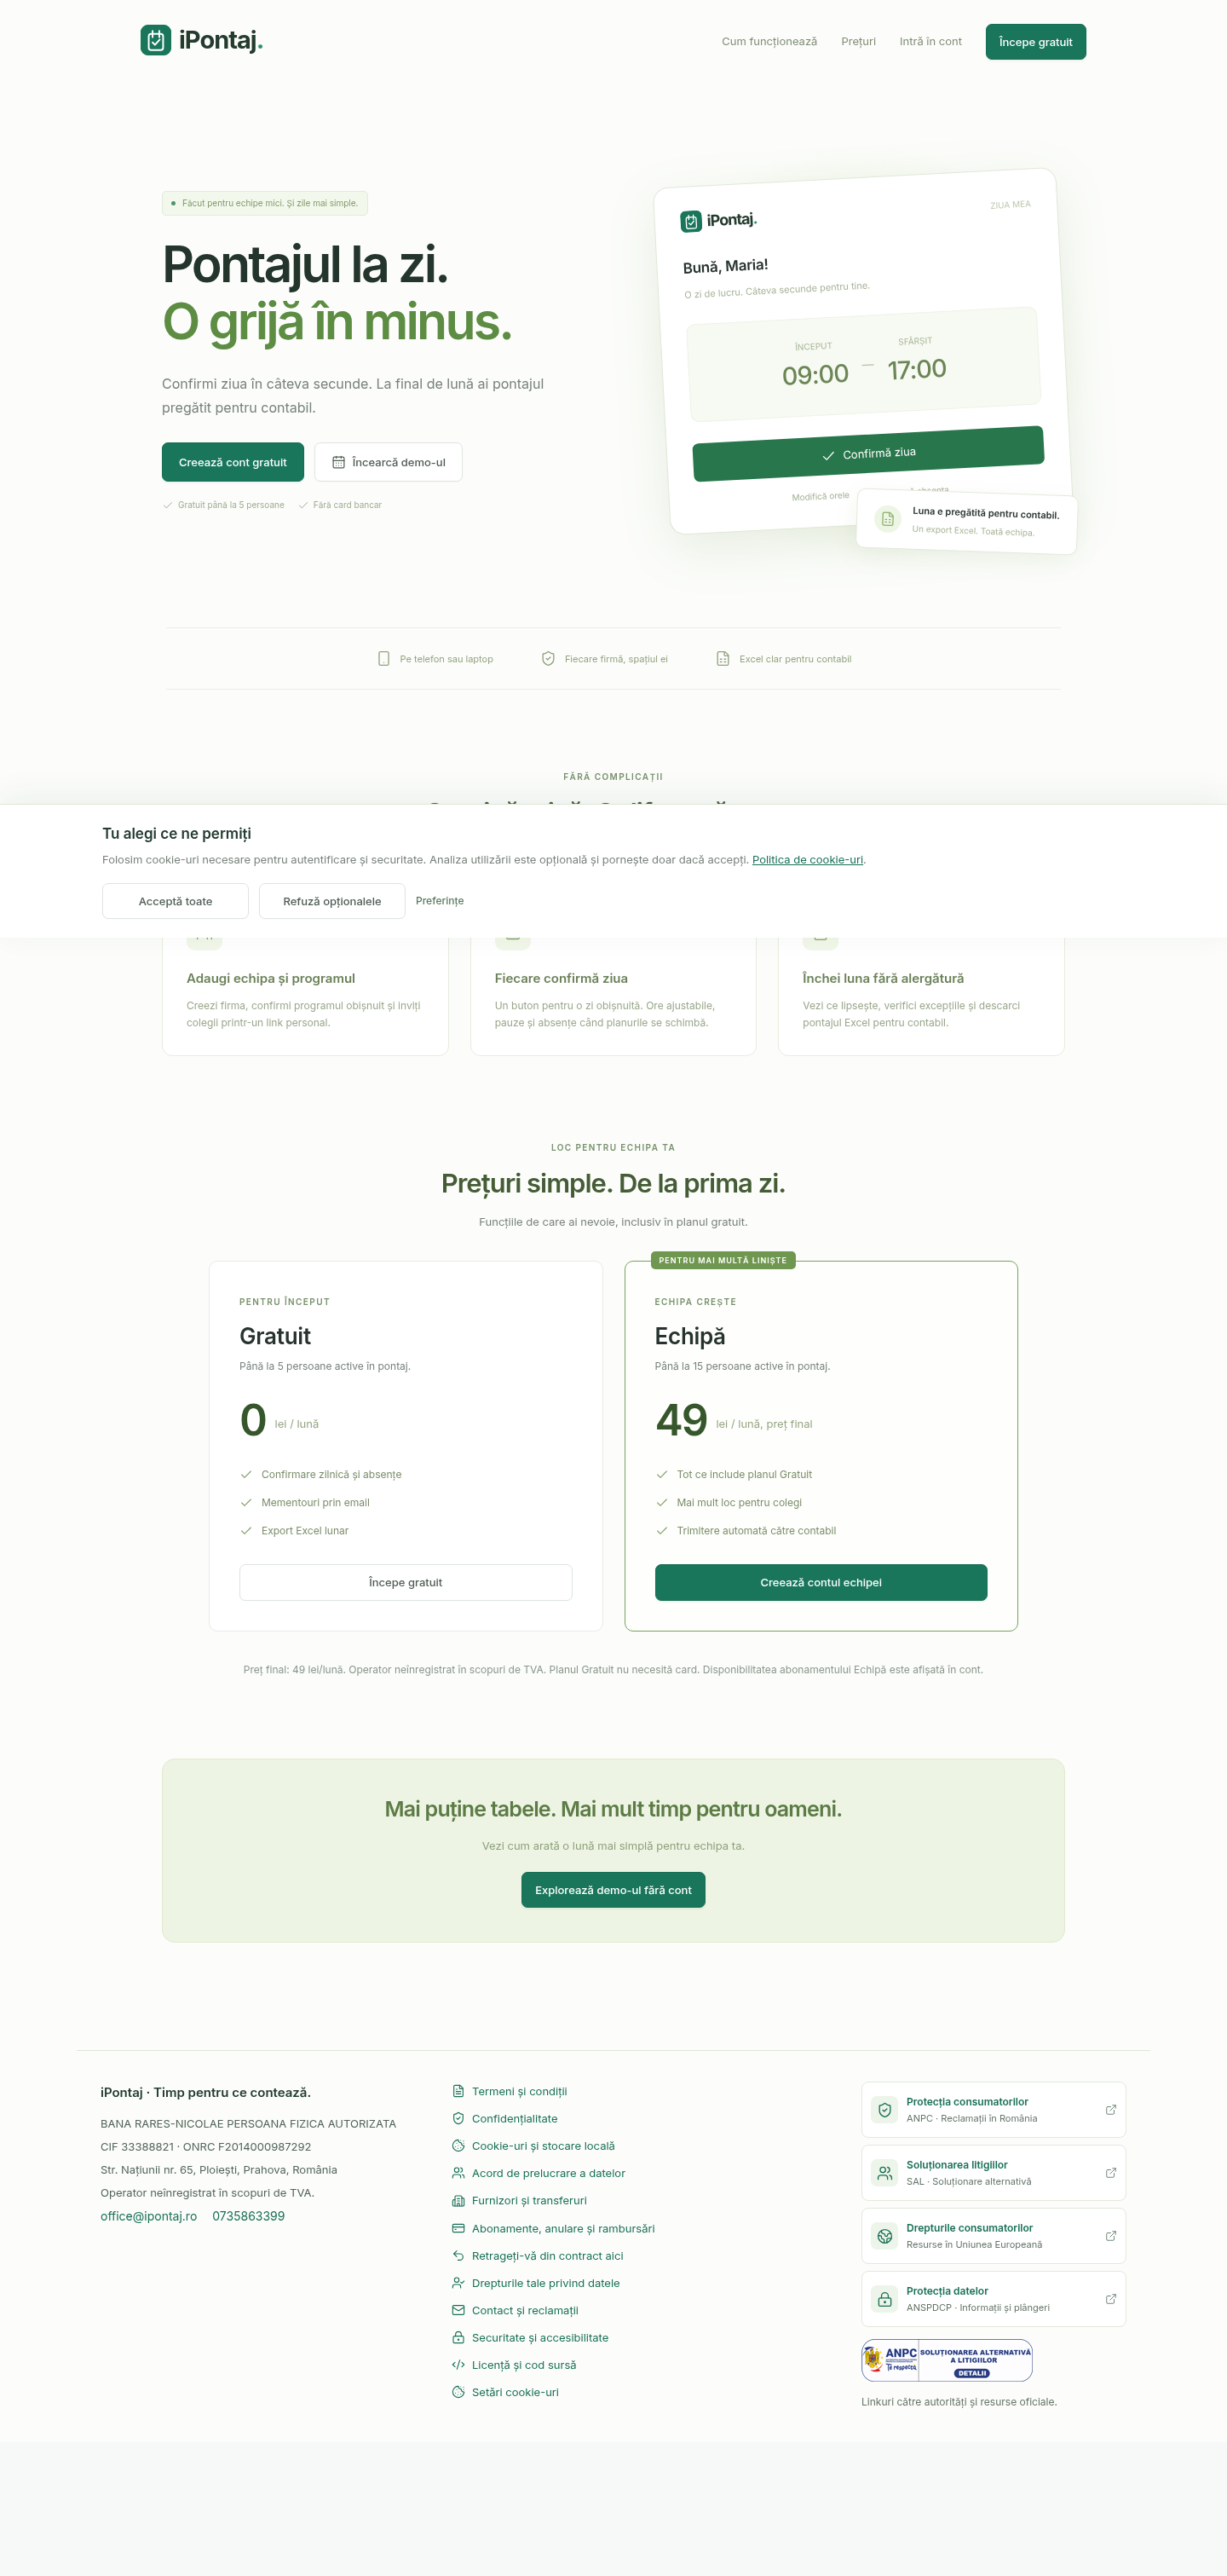 iPontaj.
Cum funcționează
Prețuri
Intră în cont
Începe gratuit
Făcut pentru echipe mici. Și zile mai simple.
Pontajul la zi.
O grijă în minus.
Confirmi ziua în câteva secunde. La final de lună ai pontajul
pregătit pentru contabil.
Creează cont gratuit
Încearcă demo-ul
Gratuit până la 5 persoane
Fără card bancar
iPontaj.
ZIUA MEA
Bună, Maria!
O zi de lucru. Câteva secunde pentru tine.
ÎNCEPUT
09:00
—
SFÂRȘIT
17:00
Confirmă ziua
Modifică orele
Luna e pregătită pentru contabil.
Un export Excel. Toată echipa.
Pe telefon sau laptop
Fiecare firmă, spațiul ei
Excel clar pentru contabil
FĂRĂ COMPLICAȚII
Tu alegi ce ne permiți
Folosim cookie-uri necesare pentru autentificare și securitate. Analiza utilizării este opțională și pornește doar dacă accepți. Politica de cookie-uri.
Acceptă toate
Refuză opționalele
Preferințe
Adaugi echipa și programul
Creezi firma, confirmi programul obișnuit și inviți
colegii printr-un link personal.
Fiecare confirmă ziua
Un buton pentru o zi obișnuită. Ore ajustabile,
pauze și absențe când planurile se schimbă.
Închei luna fără alergătură
Vezi ce lipsește, verifici excepțiile și descarci
pontajul Excel pentru contabil.
LOC PENTRU ECHIPA TA
Prețuri simple. De la prima zi.
Funcțiile de care ai nevoie, inclusiv în planul gratuit.
PENTRU ÎNCEPUT
Gratuit
Până la 5 persoane active în pontaj.
0 lei / lună
Confirmare zilnică și absențe
Mementouri prin email
Export Excel lunar
Începe gratuit
PENTRU MAI MULTĂ LINIȘTE
ECHIPA CREȘTE
Echipă
Până la 15 persoane active în pontaj.
49 lei / lună, preț final
Tot ce include planul Gratuit
Mai mult loc pentru colegi
Trimitere automată către contabil
Creează contul echipei
Preț final: 49 lei/lună. Operator neînregistrat în scopuri de TVA. Planul Gratuit nu necesită card. Disponibilitatea abonamentului Echipă este afișată în cont.
Mai puține tabele. Mai mult timp pentru oameni.
Vezi cum arată o lună mai simplă pentru echipa ta.
Explorează demo-ul fără cont
iPontaj · Timp pentru ce contează.
BANA RARES-NICOLAE PERSOANA FIZICA AUTORIZATA
CIF 33388821 · ONRC F2014000987292
Str. Națiunii nr. 65, Ploiești, Prahova, România
Operator neînregistrat în scopuri de TVA.
office@ipontaj.ro 0735863399
Termeni și condiții
Confidențialitate
Cookie-uri și stocare locală
Acord de prelucrare a datelor
Furnizori și transferuri
Abonamente, anulare și rambursări
Retrageți-vă din contract aici
Drepturile tale privind datele
Contact și reclamații
Securitate și accesibilitate
Licență și cod sursă
Setări cookie-uri
Protecția consumatorilor
ANPC · Reclamații în România
Soluționarea litigiilor
SAL · Soluționare alternativă
Drepturile consumatorilor
Resurse în Uniunea Europeană
Protecția datelor
ANSPDCP · Informații și plângeri
ANPC
Te respectă
SOLUȚIONAREA ALTERNATIVĂ
A LITIGIILOR
DETALII
Linkuri către autorități și resurse oficiale.